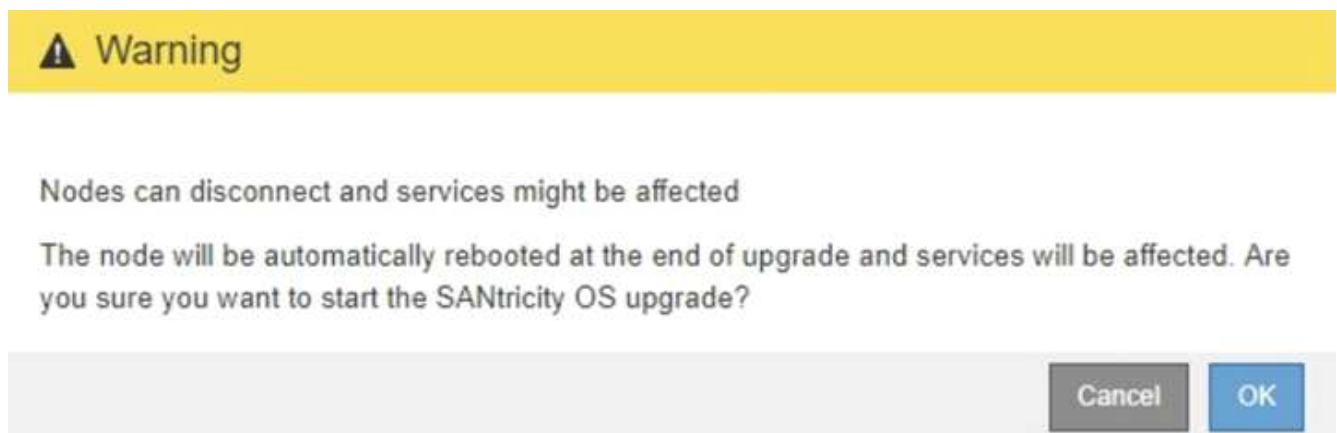 Warning
Nodes can disconnect and services might be affected
The node will be automatically rebooted at the end of upgrade and services will be affected. Are
you sure you want to start the SANtricity OS upgrade?
Cancel OK